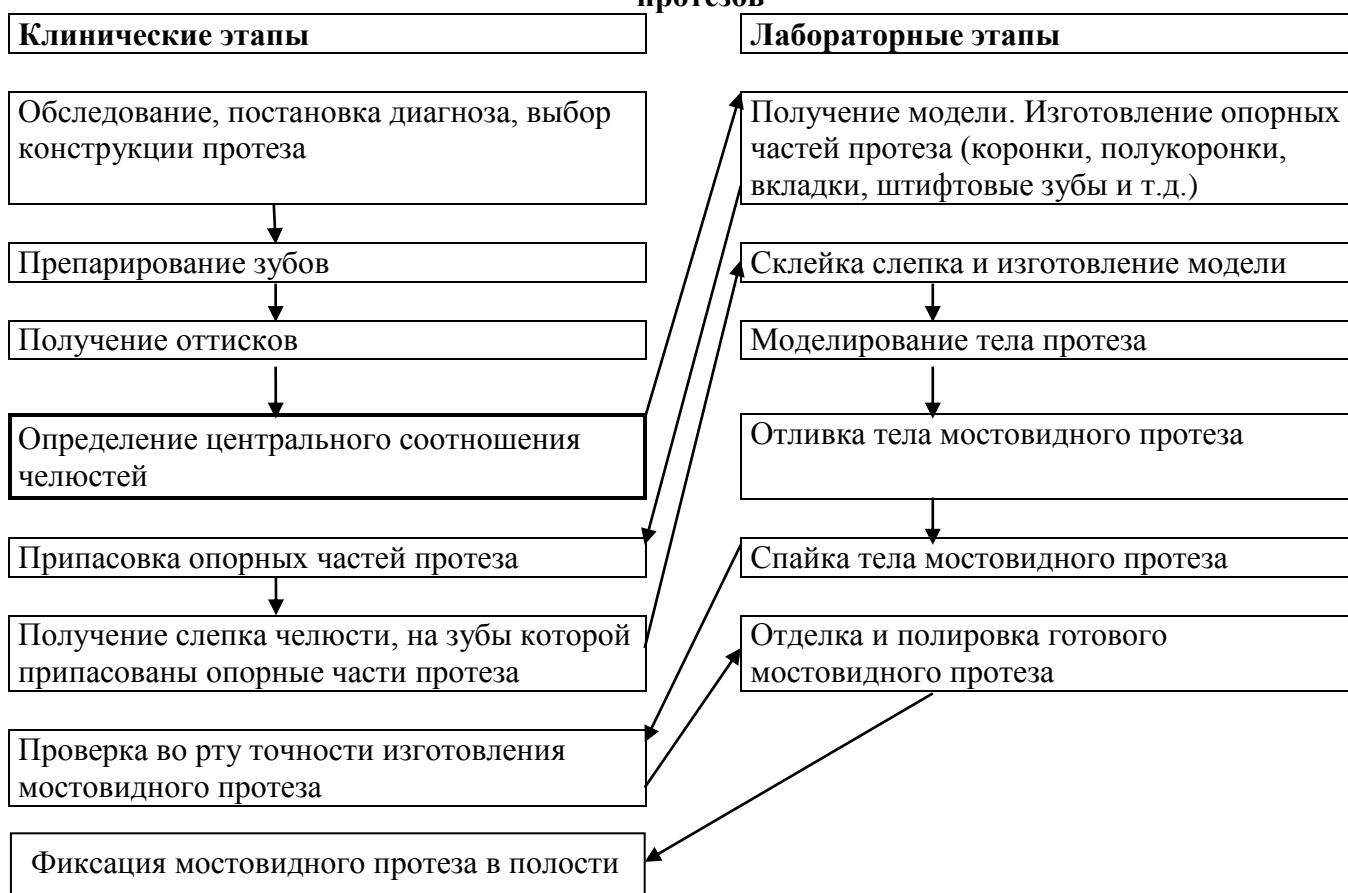 протезов
Клинические этапы
Лабораторные этапы
Обследование, постановка диагноза, выбор
конструкции протеза
Получение модели. Изготовление опорных
частей протеза (коронки, полукоронки,
вкладки, штифтовые зубы и т.д.)
Препарирование зубов
Склейка слепка и изготовление модели
Получение оттисков
Моделирование тела протеза
Определение центрального соотношения
челюстей
Отливка тела мостовидного протеза
Припасовка опорных частей протеза
Спайка тела мостовидного протеза
Получение слепка челюсти, на зубы которой
припасованы опорные части протеза
Отделка и полировка готового
мостовидного протеза
Проверка во рту точности изготовления
мостовидного протеза
Фиксация мостовидного протеза в полости